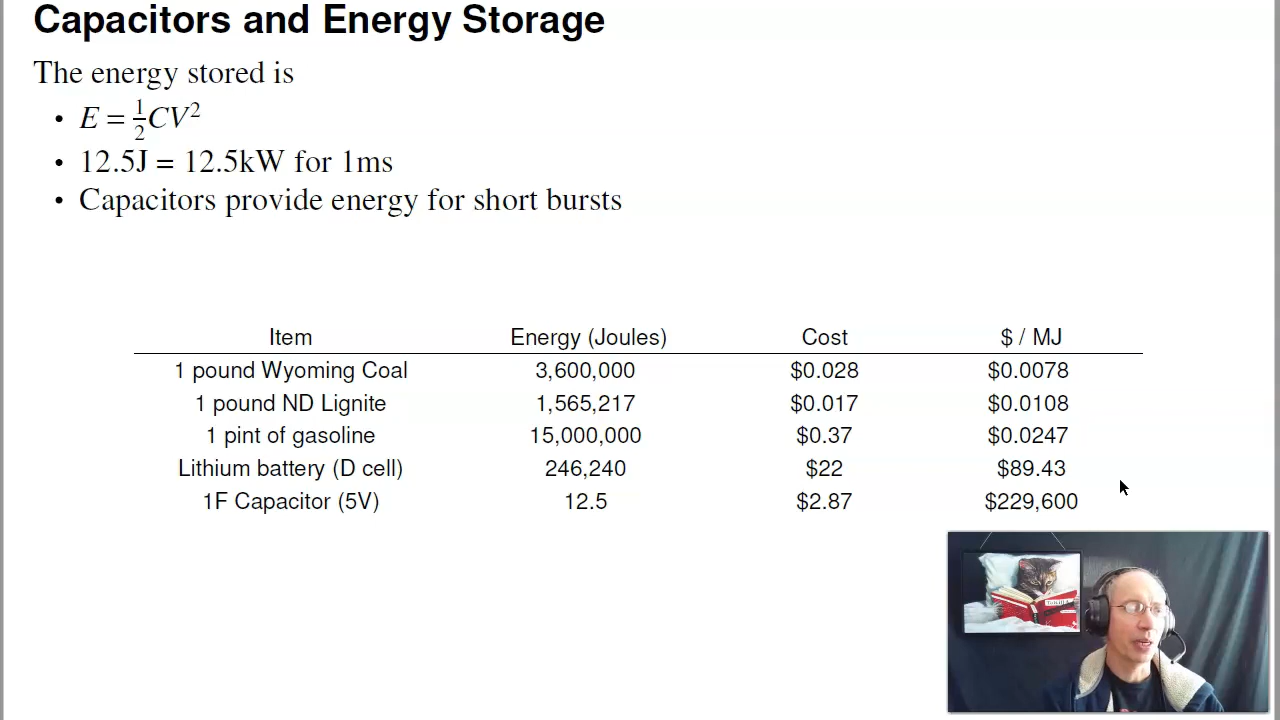 Capacitors and Energy Storage
The energy stored is
• E = ½CV²
• 12.5J = 12.5kW for 1ms
• Capacitors provide energy for short bursts
Item Energy (Joules) Cost $ / MJ
1 pound Wyoming Coal 3,600,000 $0.028 $0.0078
1 pound ND Lignite 1,565,217 $0.017 $0.0108
1 pint of gasoline 15,000,000 $0.37 $0.0247
Lithium battery (D cell) 246,240 $22 $89.43
1F Capacitor (5V) 12.5 $2.87 $229,600